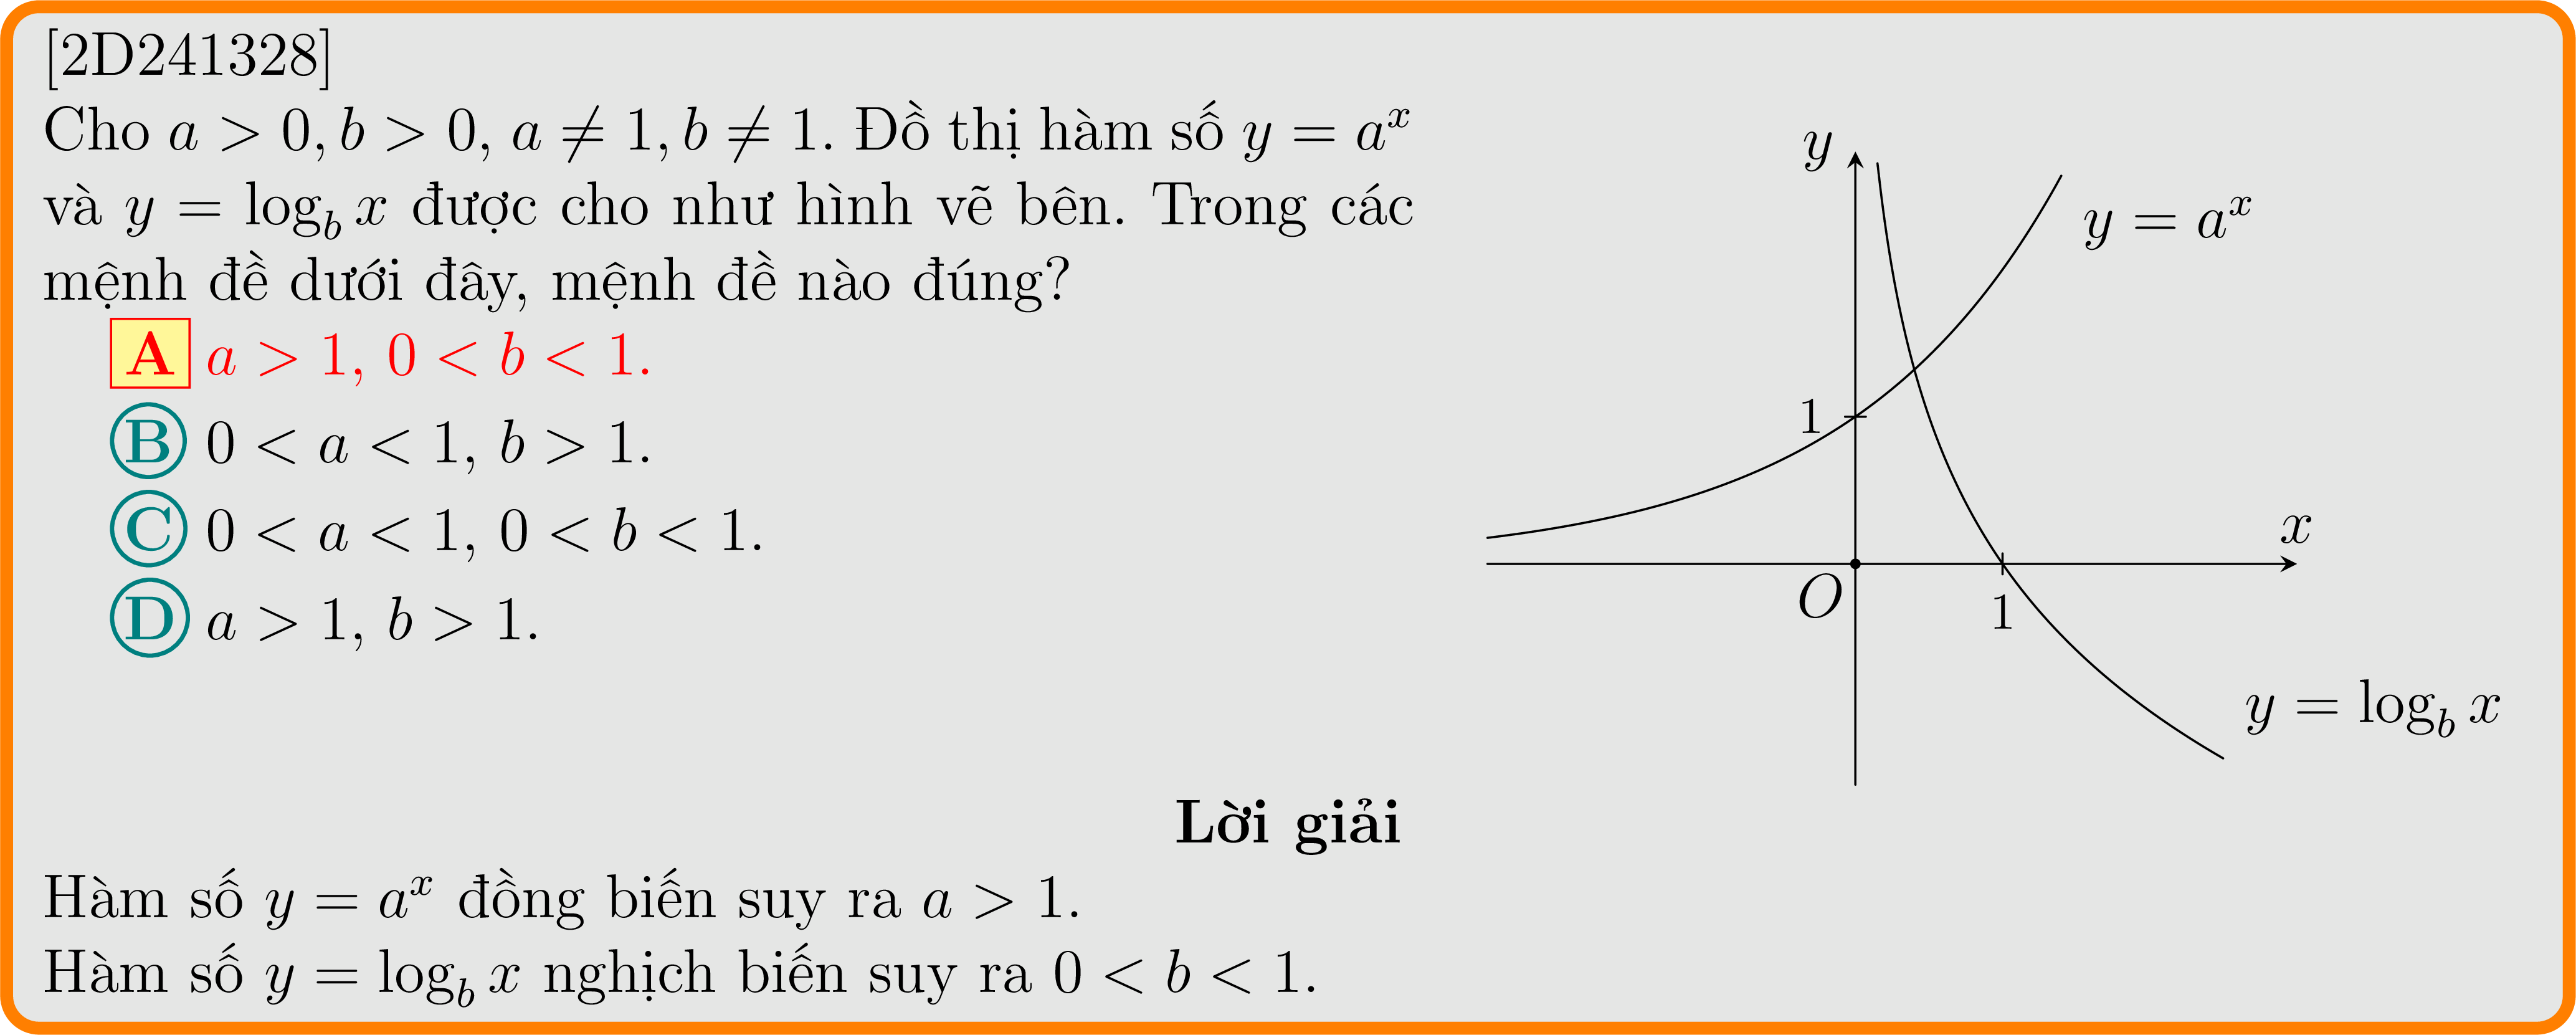 [2D241328]
Cho a > 0, b > 0, a ≠ 1, b ≠ 1. Đồ thị hàm số y = a^x
và y = log_b x được cho như hình vẽ bên. Trong các
mệnh đề dưới đây, mệnh đề nào đúng?
A a > 1, 0 < b < 1.
B 0 < a < 1, b > 1.
C 0 < a < 1, 0 < b < 1.
D a > 1, b > 1.
y
y = a^x
1
x
O
1
y = log_b x
Lời giải
Hàm số y = a^x đồng biến suy ra a > 1.
Hàm số y = log_b x nghịch biến suy ra 0 < b < 1.